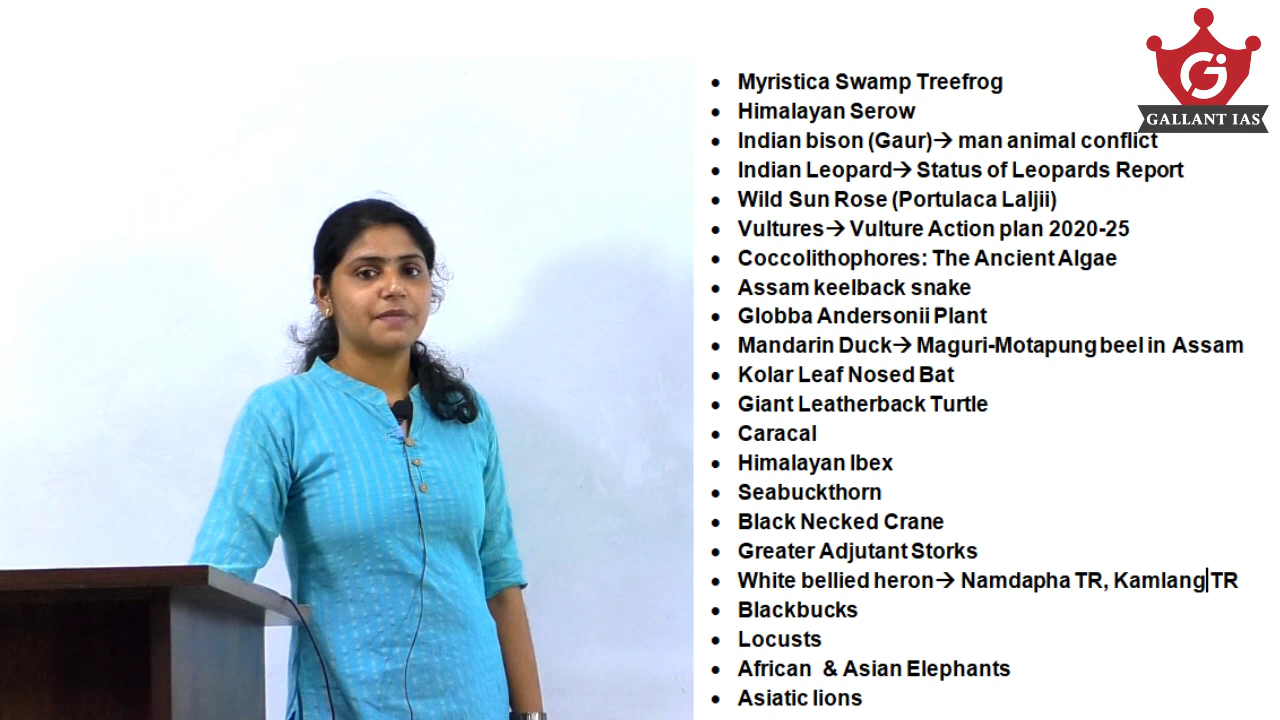 GALLANT IAS
• Myristica Swamp Treefrog
• Himalayan Serow
• Indian bison (Gaur)→ man animal conflict
• Indian Leopard→ Status of Leopards Report
• Wild Sun Rose (Portulaca Laljii)
• Vultures→ Vulture Action plan 2020-25
• Coccolithophores: The Ancient Algae
• Assam keelback snake
• Globba Andersonii Plant
• Mandarin Duck→ Maguri-Motapung beel in Assam
• Kolar Leaf Nosed Bat
• Giant Leatherback Turtle
• Caracal
• Himalayan Ibex
• Seabuckthorn
• Black Necked Crane
• Greater Adjutant Storks
• White bellied heron→ Namdapha TR, Kamlang TR
• Blackbucks
• Locusts
• African & Asian Elephants
• Asiatic lions